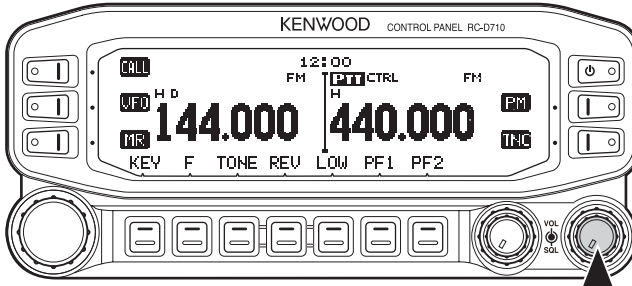 KENWOOD CONTROL PANEL RC-D710
12:00
CALL FM PTT CTRL FM
VFO H D H PM
144.000 440.000
MR TNC
KEY F TONE REV LOW PF1 PF2
VOL
SQL